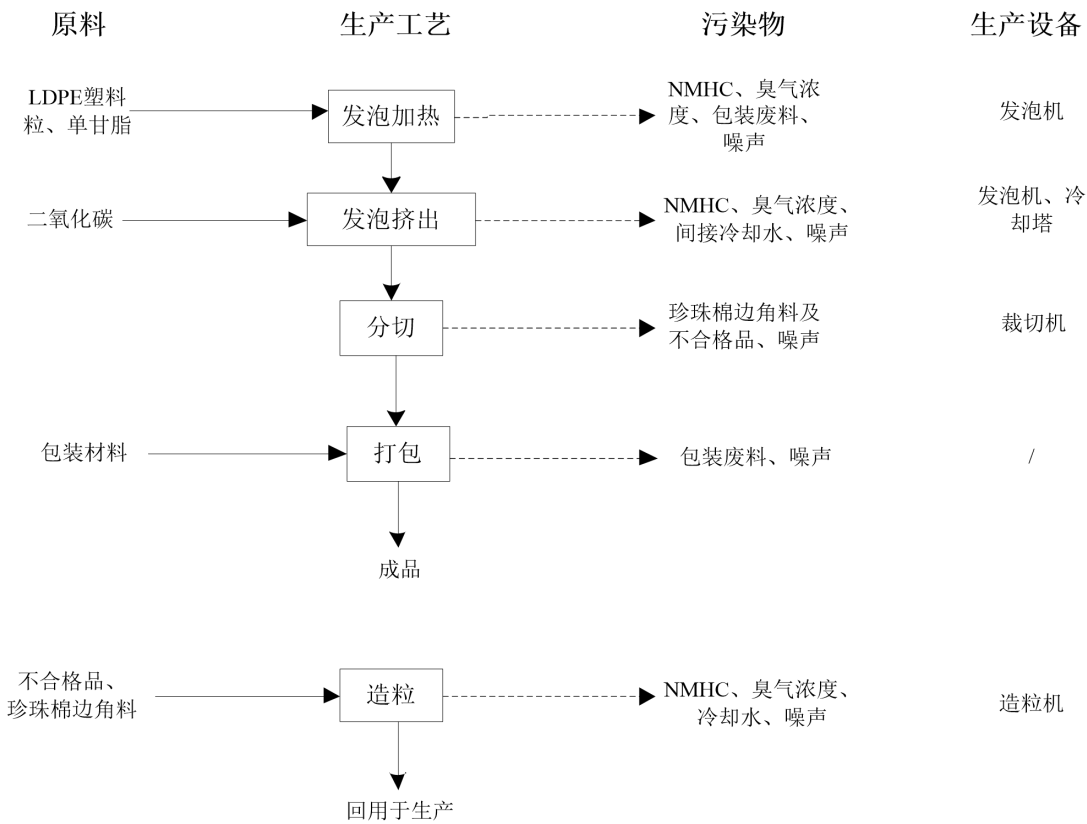 原料
生产工艺
污染物
生产设备
LDPE塑料
粒、单甘脂
发泡加热
NMHC、臭气浓
度、包装废料、
噪声
发泡机
二氧化碳
发泡挤出
NMHC、臭气浓度、
间接冷却水、噪声
发泡机、冷
却塔
分切
珍珠棉边角料及
不合格品、噪声
裁切机
包装材料
打包
包装废料、噪声
/
成品
不合格品、
珍珠棉边角料
造粒
NMHC、臭气浓度、
冷却水、噪声
造粒机
回用于生产